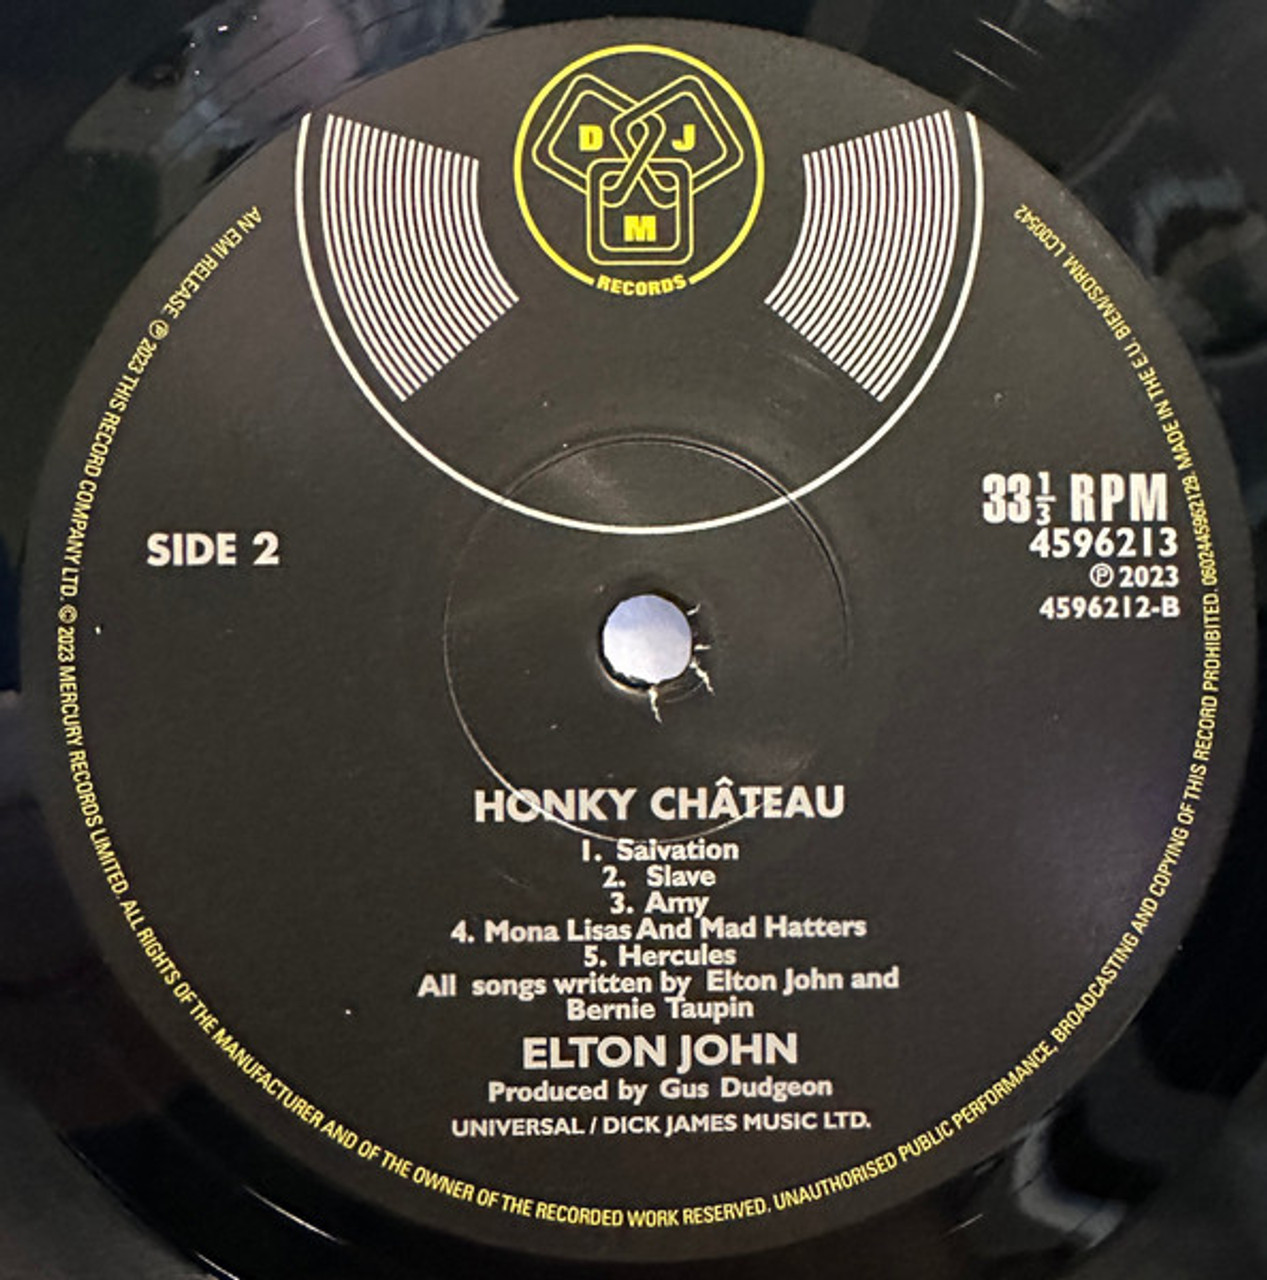 D J
M
RECORDS
SIDE 2
33⅓ RPM
4596213
℗ 2023
4596212-B
HONKY CHÂTEAU
1. Salvation
2. Slave
3. Amy
4. Mona Lisas And Mad Hatters
5. Hercules
All songs written by Elton John and
Bernie Taupin
ELTON JOHN
Produced by Gus Dudgeon
UNIVERSAL / DICK JAMES MUSIC LTD.
AN EMI RELEASE ℗ 2023 THIS RECORD COMPANY LTD. © 2023 MERCURY RECORDS LIMITED. ALL RIGHTS OF THE MANUFACTURER AND OF THE OWNER OF THE RECORDED WORK RESERVED. UNAUTHORISED PUBLIC PERFORMANCE, BROADCASTING AND COPYING OF THIS RECORD PROHIBITED. 0602445962129. MADE IN THE E.U. BIEM/SDRM. LC00542